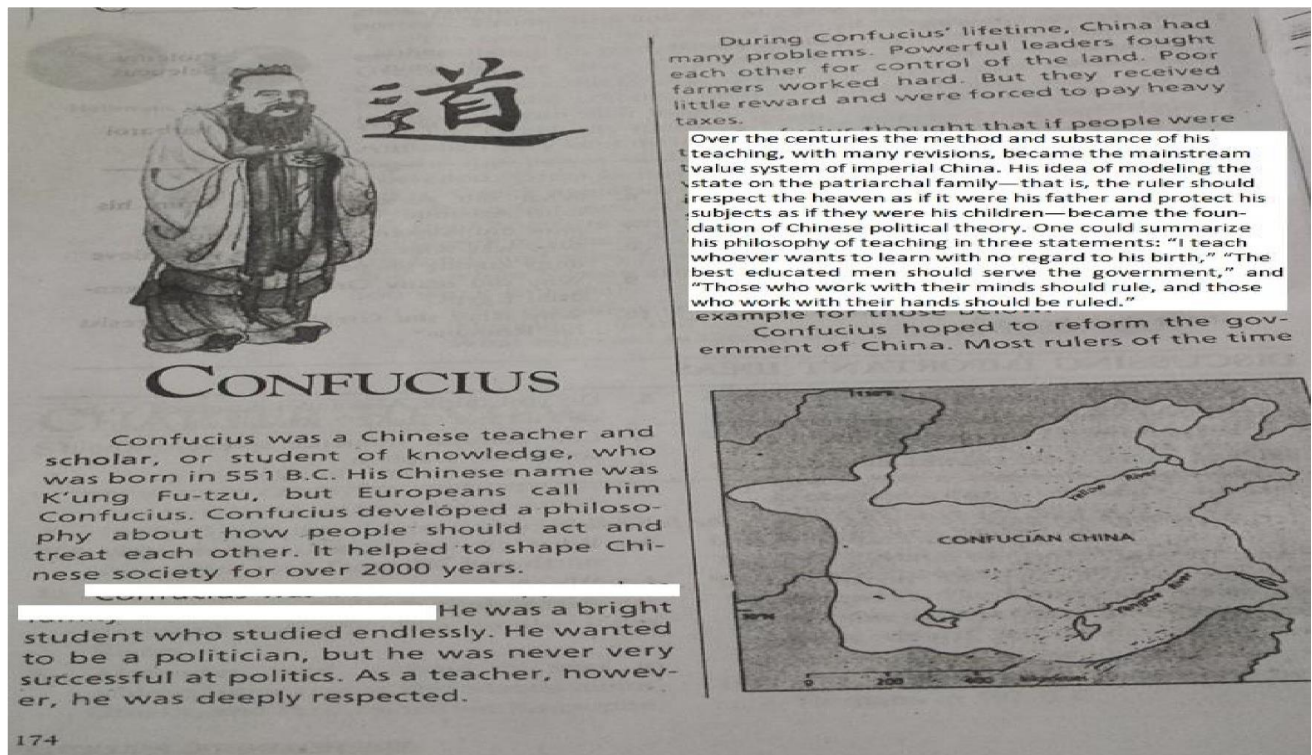 道
CONFUCIUS
Confucius was a Chinese teacher and
scholar, or student of knowledge, who
was born in 551 B.C. His Chinese name was
K'ung Fu-tzu, but Europeans call him
Confucius. Confucius developed a philoso-
phy about how people should act and
treat each other. It helped to shape Chi-
nese society for over 2000 years.
He was a bright
student who studied endlessly. He wanted
to be a politician, but he was never very
successful at politics. As a teacher, howev-
er, he was deeply respected.
174
During Confucius' lifetime, China had
many problems. Powerful leaders fought
each other for control of the land. Poor
farmers worked hard. But they received
little reward and were forced to pay heavy
taxes.
thought that if people were
Over the centuries the method and substance of his
teaching, with many revisions, became the mainstream
value system of imperial China. His idea of modeling the
state on the patriarchal family—that is, the ruler should
respect the heaven as if it were his father and protect his
subjects as if they were his children—became the foun-
dation of Chinese political theory. One could summarize
his philosophy of teaching in three statements: “I teach
whoever wants to learn with no regard to his birth,” “The
best educated men should serve the government,” and
“Those who work with their minds should rule, and those
who work with their hands should be ruled.”
example for those
Confucius hoped to reform the gov-
ernment of China. Most rulers of the time
Yellow River
CONFUCIAN CHINA
Yangtze River
0 200 400